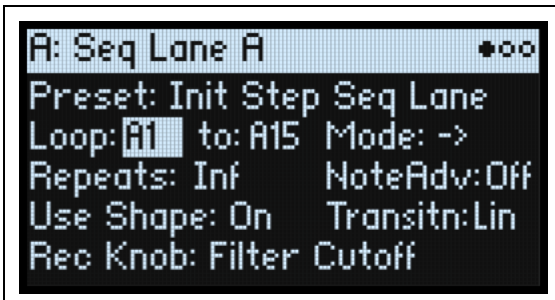 A: Seq Lane A
Preset: Init Step Seq Lane
Loop: A1 to: A15 Mode: ->
Repeats: Inf NoteAdv: Off
Use Shape: On Transitn: Lin
Rec Knob: Filter Cutoff